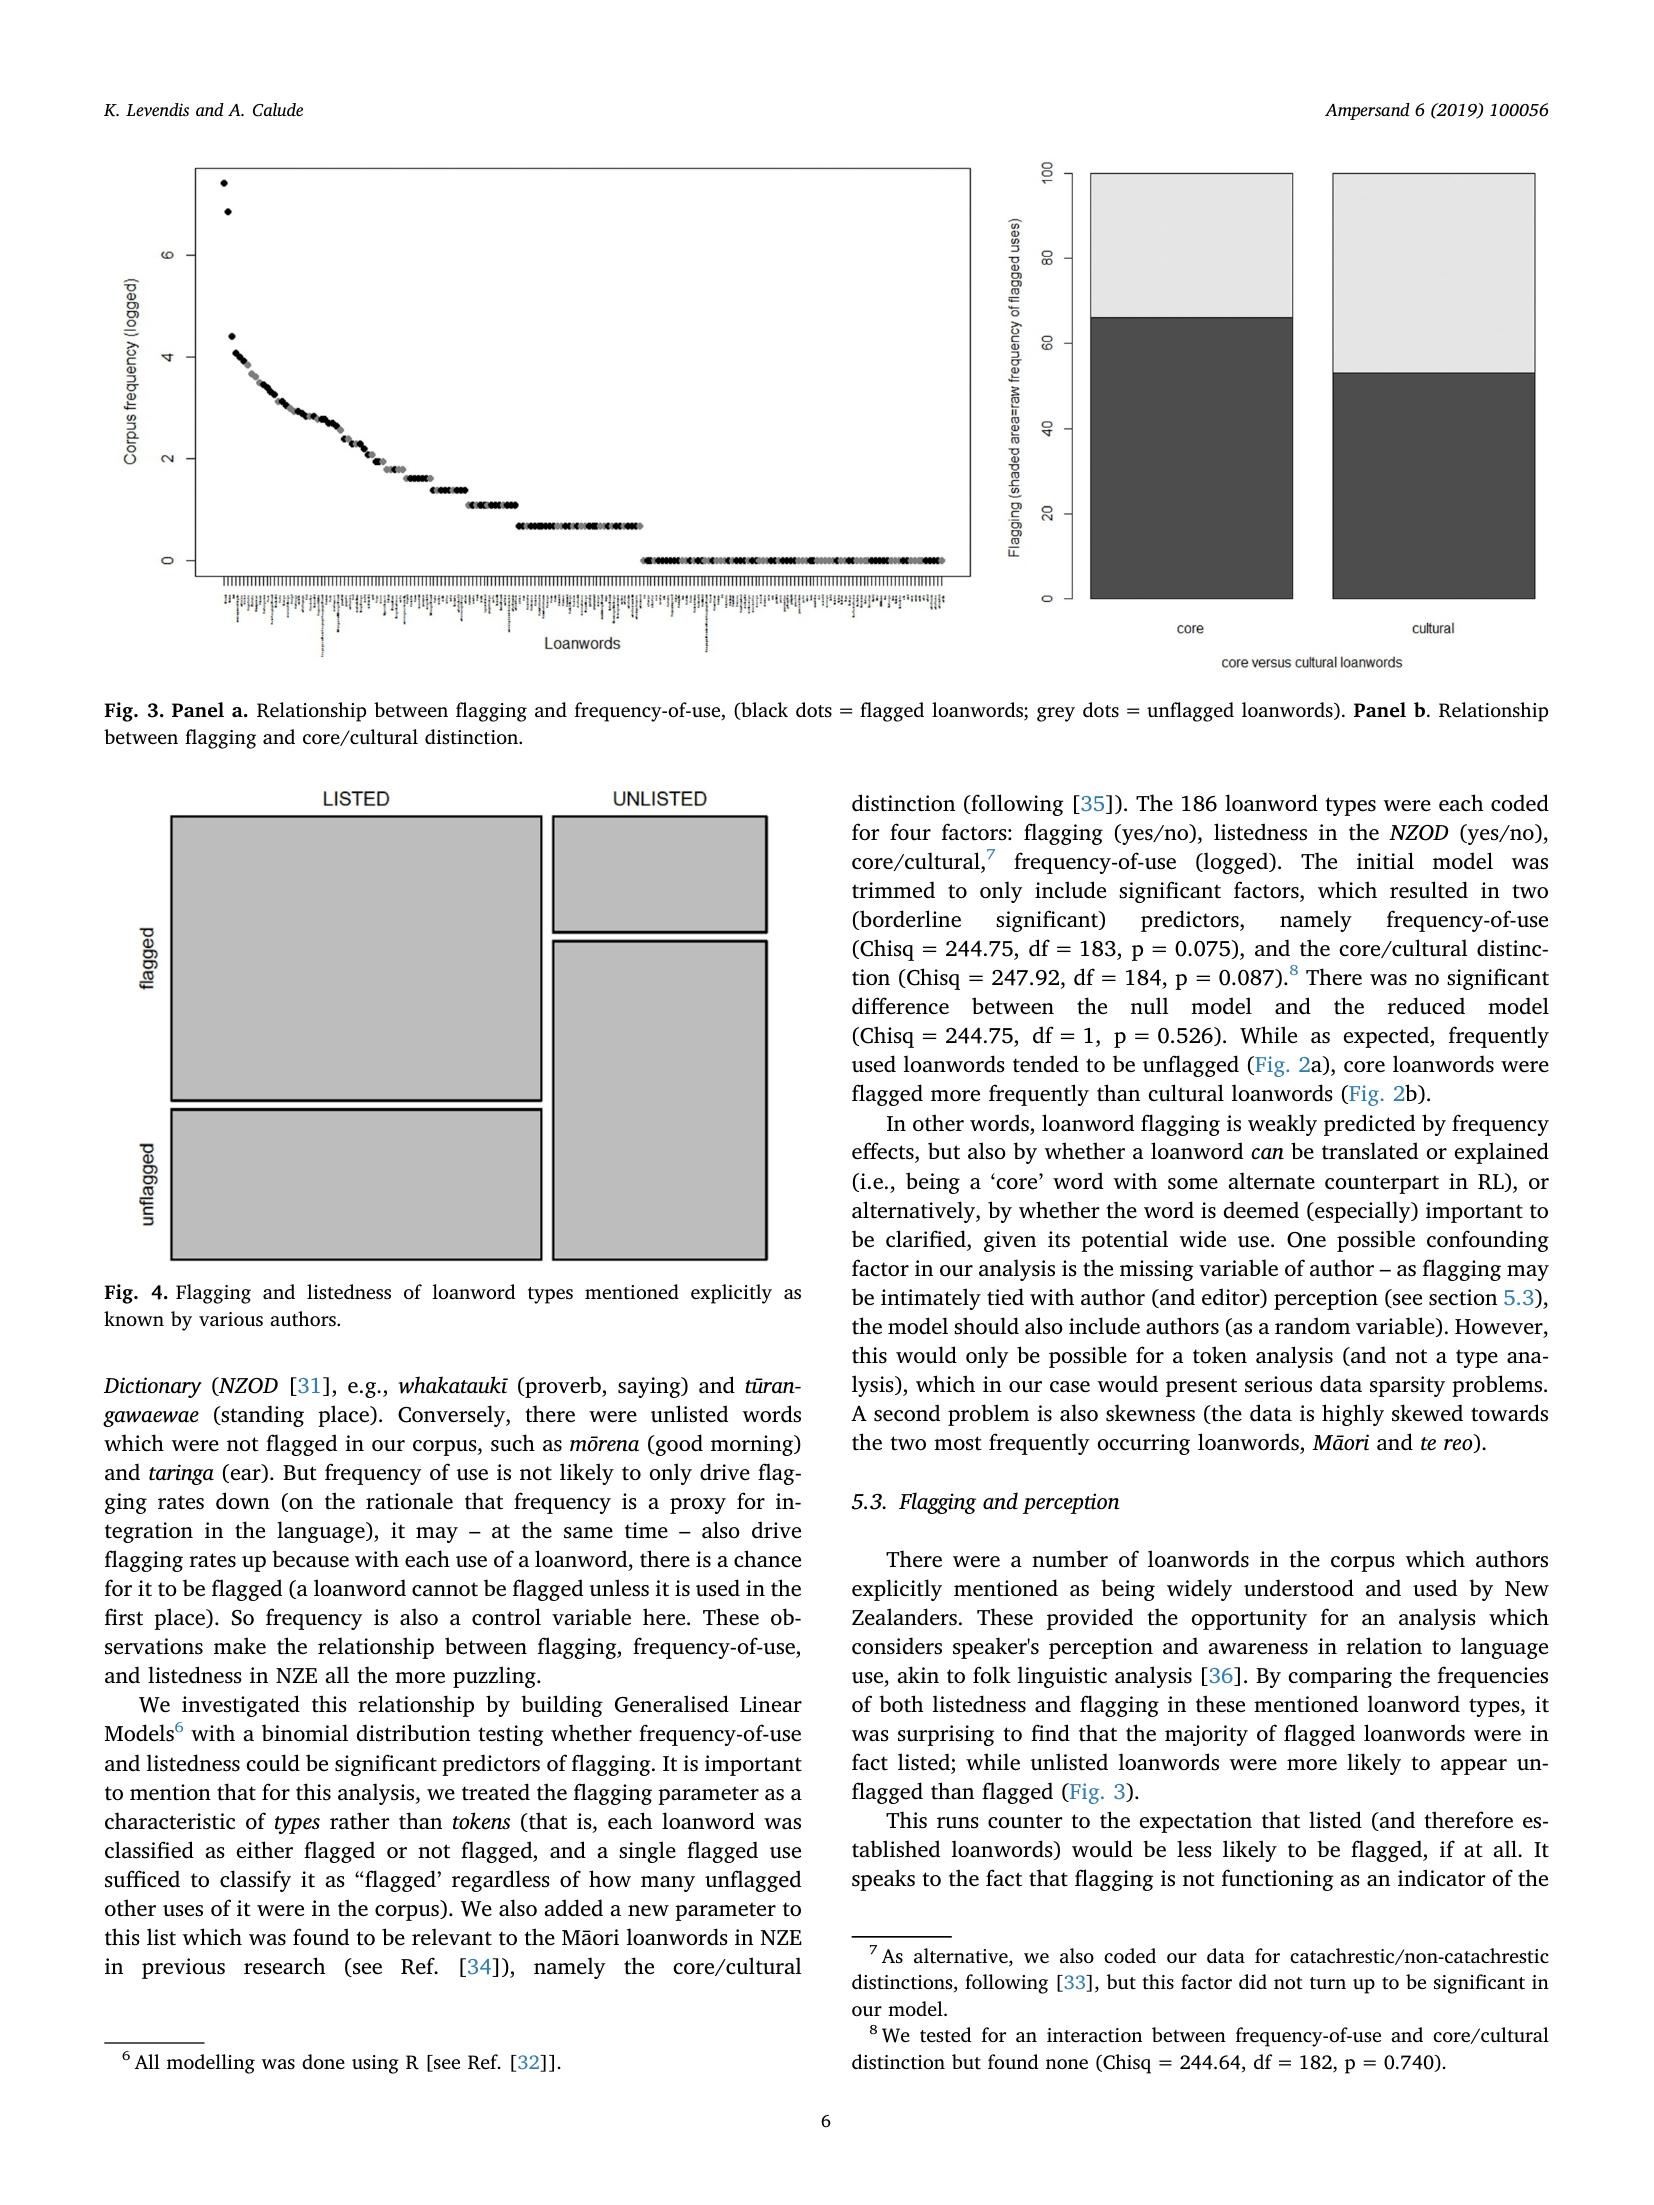 K. Levendis and A. Calude
Ampersand 6 (2019) 100056
Corpus frequency (logged)
6
4
2
0
Loanwords
Flagging (shaded area=raw frequency of flagged uses)
100
80
60
40
20
0
core
cultural
core versus cultural loanwords
Fig. 3. Panel a. Relationship between flagging and frequency-of-use, (black dots = flagged loanwords; grey dots = unflagged loanwords). Panel b. Relationship
between flagging and core/cultural distinction.
LISTED
UNLISTED
flagged
unflagged
Fig. 4. Flagging and listedness of loanword types mentioned explicitly as
known by various authors.
Dictionary (NZOD [31], e.g., whakataukī (proverb, saying) and tūran-
gawaewae (standing place). Conversely, there were unlisted words
which were not flagged in our corpus, such as mōrena (good morning)
and taringa (ear). But frequency of use is not likely to only drive flag-
ging rates down (on the rationale that frequency is a proxy for in-
tegration in the language), it may – at the same time – also drive
flagging rates up because with each use of a loanword, there is a chance
for it to be flagged (a loanword cannot be flagged unless it is used in the
first place). So frequency is also a control variable here. These ob-
servations make the relationship between flagging, frequency-of-use,
and listedness in NZE all the more puzzling.
We investigated this relationship by building Generalised Linear
Models6 with a binomial distribution testing whether frequency-of-use
and listedness could be significant predictors of flagging. It is important
to mention that for this analysis, we treated the flagging parameter as a
characteristic of types rather than tokens (that is, each loanword was
classified as either flagged or not flagged, and a single flagged use
sufficed to classify it as “flagged’ regardless of how many unflagged
other uses of it were in the corpus). We also added a new parameter to
this list which was found to be relevant to the Māori loanwords in NZE
in previous research (see Ref. [34]), namely the core/cultural
6 All modelling was done using R [see Ref. [32]].
distinction (following [35]). The 186 loanword types were each coded
for four factors: flagging (yes/no), listedness in the NZOD (yes/no),
core/cultural,7 frequency-of-use (logged). The initial model was
trimmed to only include significant factors, which resulted in two
(borderline significant) predictors, namely frequency-of-use
(Chisq = 244.75, df = 183, p = 0.075), and the core/cultural distinc-
tion (Chisq = 247.92, df = 184, p = 0.087).8 There was no significant
difference between the null model and the reduced model
(Chisq = 244.75, df = 1, p = 0.526). While as expected, frequently
used loanwords tended to be unflagged (Fig. 2a), core loanwords were
flagged more frequently than cultural loanwords (Fig. 2b).
In other words, loanword flagging is weakly predicted by frequency
effects, but also by whether a loanword can be translated or explained
(i.e., being a ‘core’ word with some alternate counterpart in RL), or
alternatively, by whether the word is deemed (especially) important to
be clarified, given its potential wide use. One possible confounding
factor in our analysis is the missing variable of author – as flagging may
be intimately tied with author (and editor) perception (see section 5.3),
the model should also include authors (as a random variable). However,
this would only be possible for a token analysis (and not a type ana-
lysis), which in our case would present serious data sparsity problems.
A second problem is also skewness (the data is highly skewed towards
the two most frequently occurring loanwords, Māori and te reo).
5.3. Flagging and perception
There were a number of loanwords in the corpus which authors
explicitly mentioned as being widely understood and used by New
Zealanders. These provided the opportunity for an analysis which
considers speaker's perception and awareness in relation to language
use, akin to folk linguistic analysis [36]. By comparing the frequencies
of both listedness and flagging in these mentioned loanword types, it
was surprising to find that the majority of flagged loanwords were in
fact listed; while unlisted loanwords were more likely to appear un-
flagged than flagged (Fig. 3).
This runs counter to the expectation that listed (and therefore es-
tablished loanwords) would be less likely to be flagged, if at all. It
speaks to the fact that flagging is not functioning as an indicator of the
7 As alternative, we also coded our data for catachrestic/non-catachrestic
distinctions, following [33], but this factor did not turn up to be significant in
our model.
8 We tested for an interaction between frequency-of-use and core/cultural
distinction but found none (Chisq = 244.64, df = 182, p = 0.740).
6